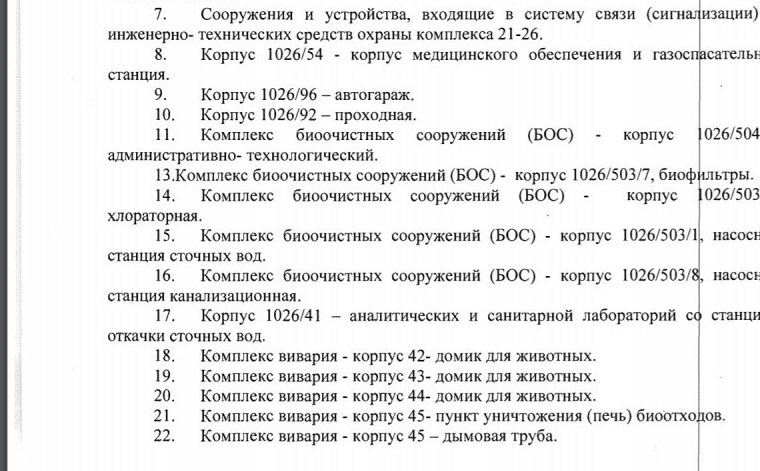 7. Сооружения и устройства, входящие в систему связи (сигнализации)
инженерно- технических средств охраны комплекса 21-26.
8. Корпус 1026/54 - корпус медицинского обеспечения и газоспасательн
станция.
9. Корпус 1026/96 – автогараж.
10. Корпус 1026/92 – проходная.
11. Комплекс биоочистных сооружений (БОС) - корпус 1026/504
административно- технологический.
13.Комплекс биоочистных сооружений (БОС) - корпус 1026/503/7, биофильтры.
14. Комплекс биоочистных сооружений (БОС) - корпус 1026/503
хлораторная.
15. Комплекс биоочистных сооружений (БОС) - корпус 1026/503/1, насосн
станция сточных вод.
16. Комплекс биоочистных сооружений (БОС) - корпус 1026/503/8, насосн
станция канализационная.
17. Корпус 1026/41 – аналитических и санитарной лабораторий со станци
откачки сточных вод.
18. Комплекс вивария - корпус 42- домик для животных.
19. Комплекс вивария - корпус 43- домик для животных.
20. Комплекс вивария - корпус 44- домик для животных.
21. Комплекс вивария - корпус 45- пункт уничтожения (печь) биоотходов.
22. Комплекс вивария - корпус 45 – дымовая труба.